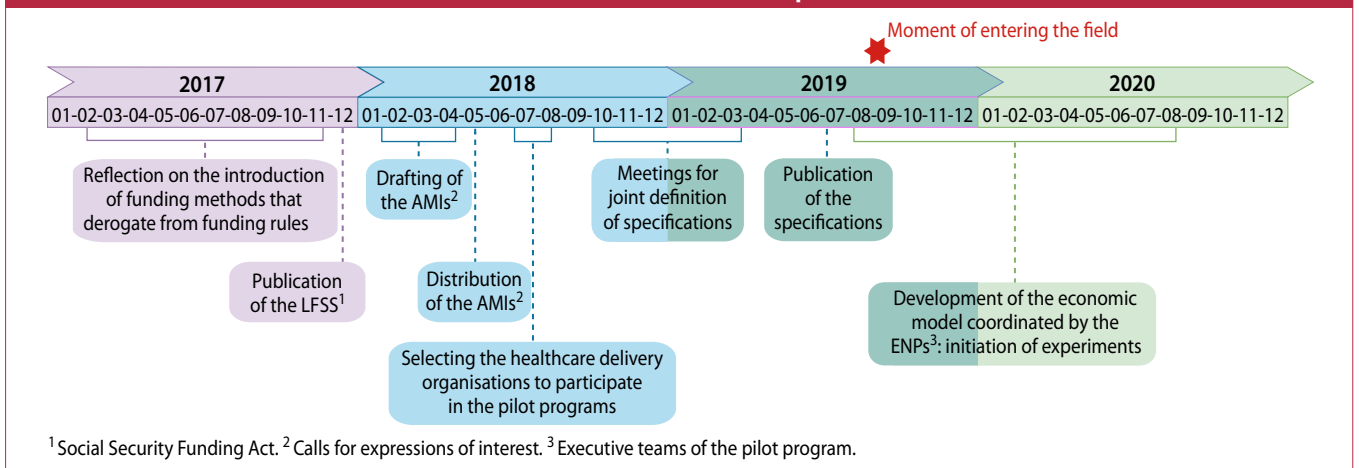 Moment of entering the field
2017
2018
2019
2020
01-02-03-04-05-06-07-08-09-10-11-12
01-02-03-04-05-06-07-08-09-10-11-12
01-02-03-04-05-06-07-08-09-10-11-12
01-02-03-04-05-06-07-08-09-10-11-12
Reflection on the introduction
of funding methods that
derogate from funding rules
Drafting of
the AMIs²
Meetings for
joint definition
of specifications
Publication
of the
specifications
Publication
of the LFSS¹
Distribution
of the AMIs²
Development of the economic
model coordinated by the
ENPs³: initiation of experiments
Selecting the healthcare delivery
organisations to participate
in the pilot programs
¹ Social Security Funding Act. ² Calls for expressions of interest. ³ Executive teams of the pilot program.